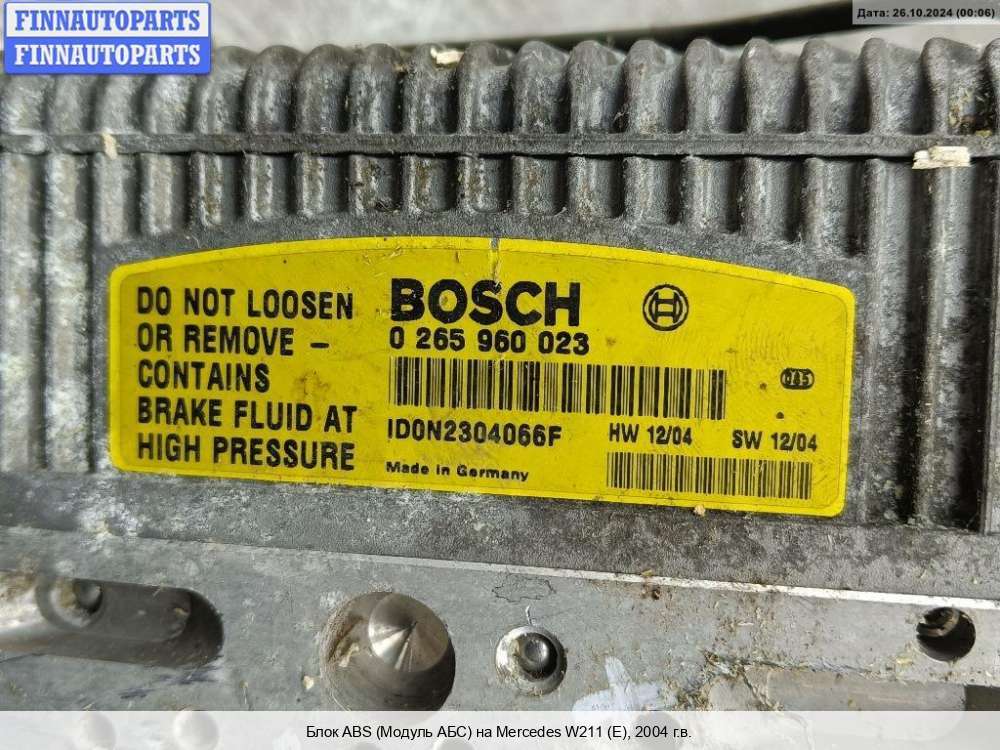 FINNAUTOPARTS
FINNAUTOPARTS
Дата: 26.10.2024 (00:06)
DO NOT LOOSEN
OR REMOVE –
CONTAINS
BRAKE FLUID AT
HIGH PRESSURE
BOSCH
0 265 960 023
ID0N2304066F
Made in Germany
HW 12/04 SW 12/04
Блок ABS (Модуль АБС) на Mercedes W211 (E), 2004 г.в.